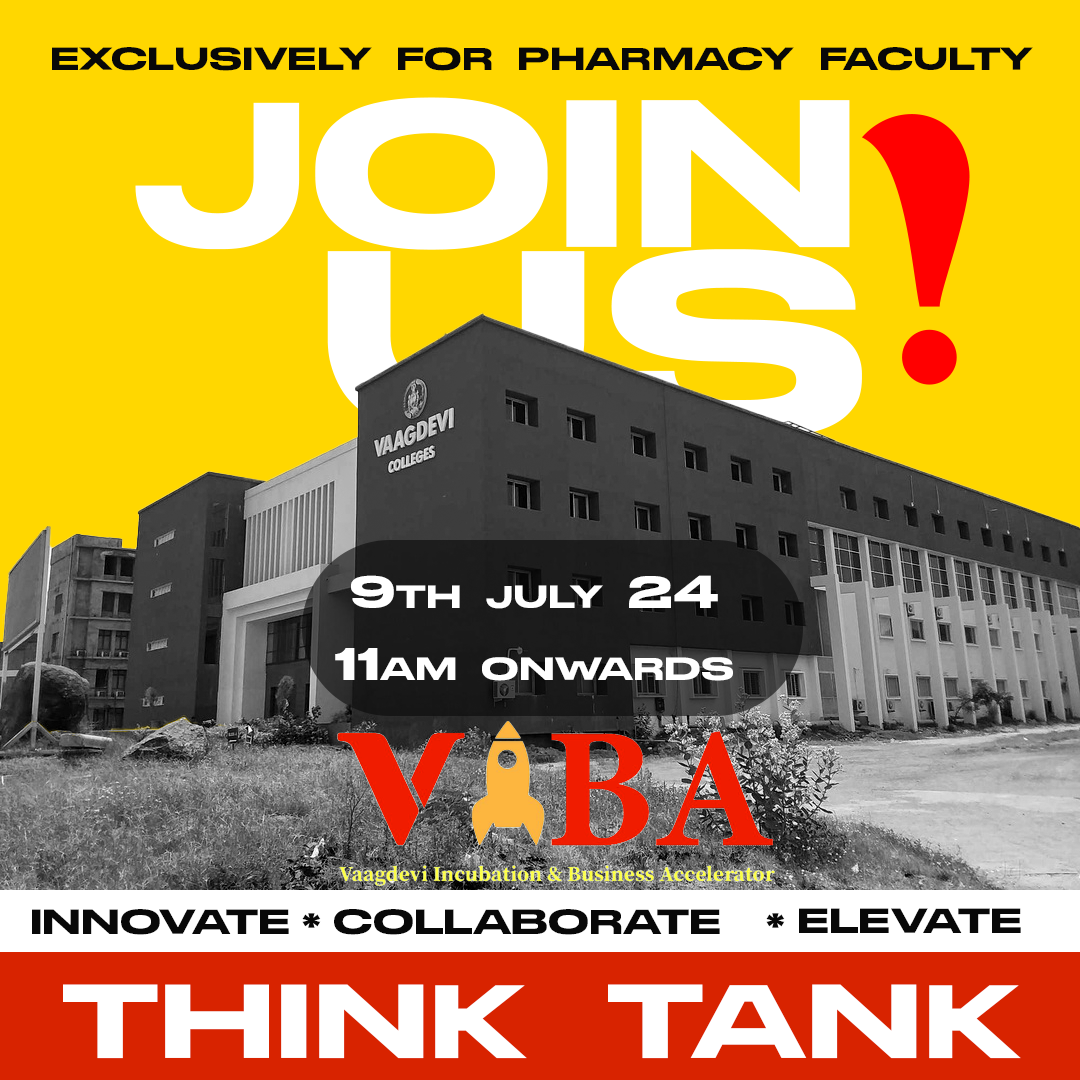 EXCLUSIVELY FOR PHARMACY FACULTY
JOIN
US!
VAAGDEVI
COLLEGES
9TH JULY 24
11AM ONWARDS
VIBA
Vaagdevi Incubation & Business Accelerator
INNOVATE * COLLABORATE * ELEVATE
THINK TANK